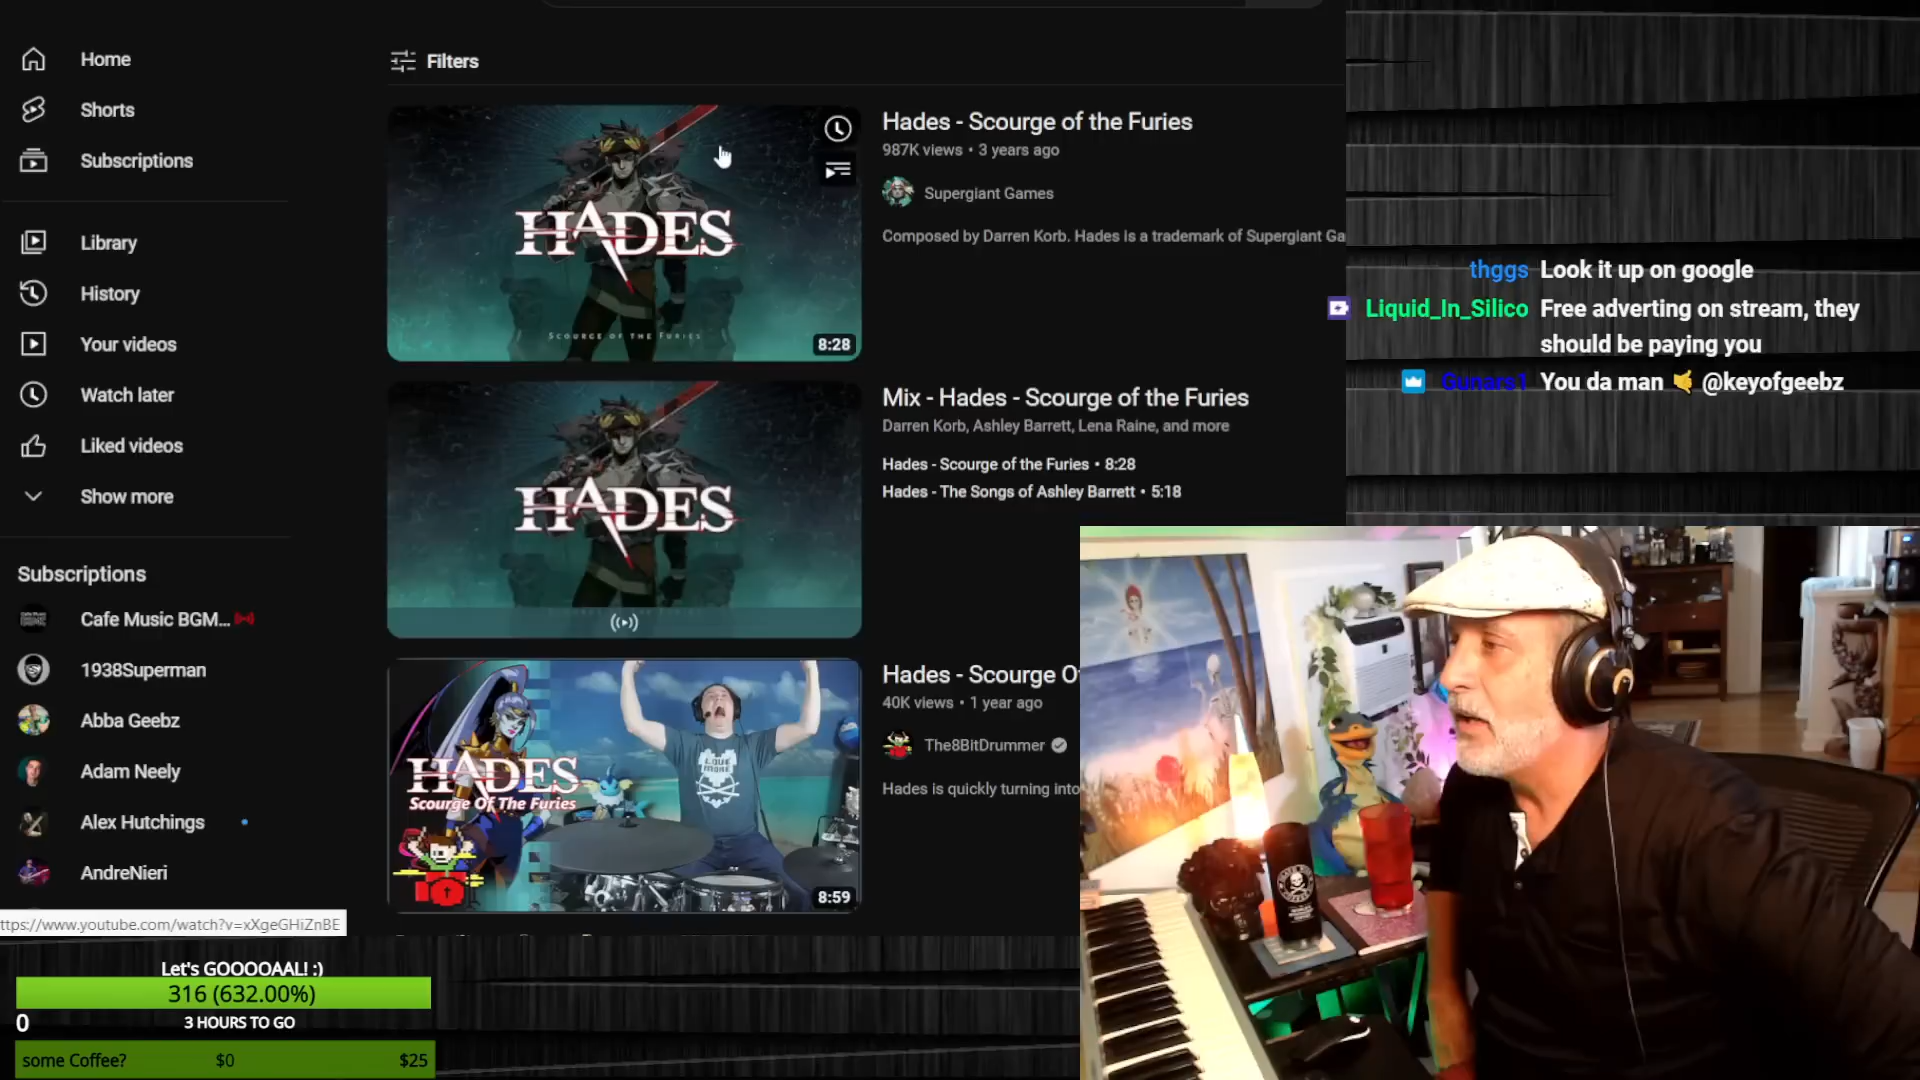 Home
Shorts
Subscriptions
Library
History
Your videos
Watch later
Liked videos
Show more
Subscriptions
Cafe Music BGM...
1938Superman
Abba Geebz
Adam Neely
Alex Hutchings
AndreNieri
ttps://www.youtube.com/watch?v=xXgeGHiZnBE
Filters
HADES
SCOURGE OF THE FURIES
8:28
Hades - Scourge of the Furies
987K views • 3 years ago
Supergiant Games
Composed by Darren Korb. Hades is a trademark of Supergiant Ga
HADES
Mix - Hades - Scourge of the Furies
Darren Korb, Ashley Barrett, Lena Raine, and more
Hades - Scourge of the Furies • 8:28
Hades - The Songs of Ashley Barrett • 5:18
HADES
Scourge Of The Furies
LOVE
MORE
8:59
Hades - Scourge O
40K views • 1 year ago
The8BitDrummer
Hades is quickly turning into
thggs Look it up on google
Liquid_In_Silico Free adverting on stream, they
should be paying you
Gunars1 You da man 🤙 @keyofgeebz
Let's GOOOOAAL! :)
316 (632.00%)
0
3 HOURS TO GO
some Coffee? $0 $25